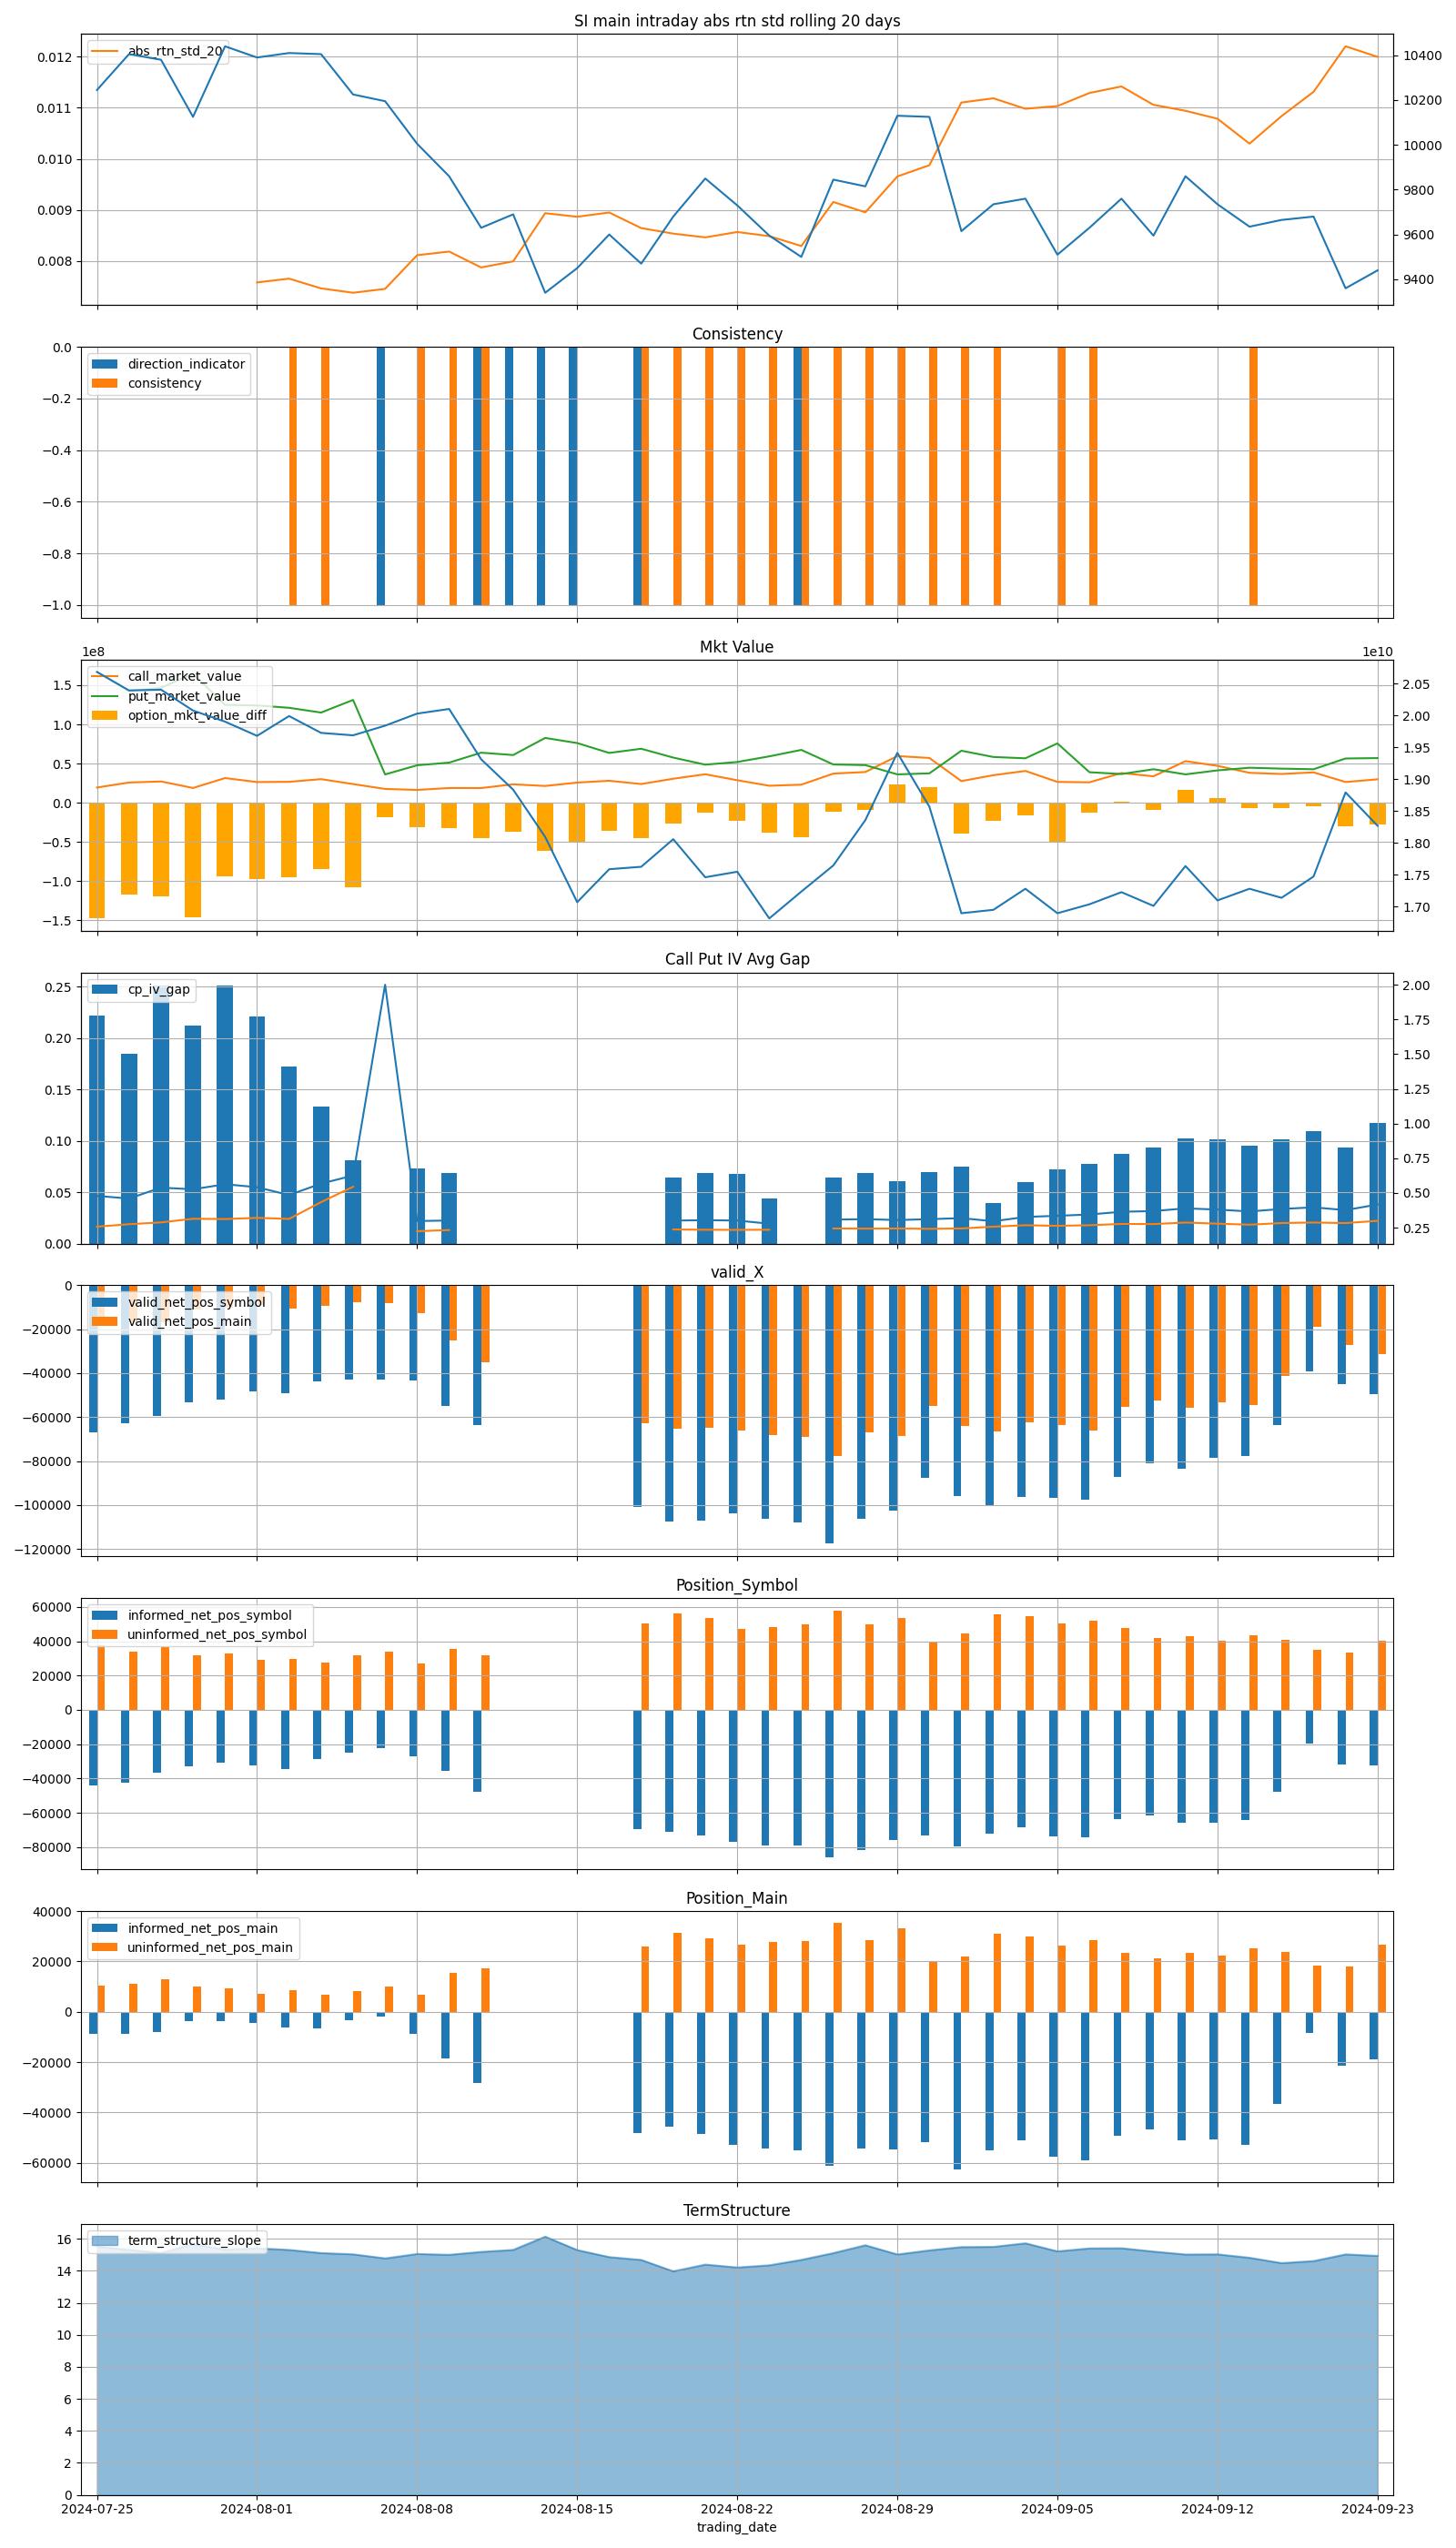 SI main intraday abs rtn std rolling 20 days
abs_rtn_std_20
0.012
0.011
0.010
0.009
0.008
10400
10200
10000
9800
9600
9400
Consistency
direction_indicator
consistency
0.0
−0.2
−0.4
−0.6
−0.8
−1.0
Mkt Value
1e8
1e10
call_market_value
put_market_value
option_mkt_value_diff
1.5
1.0
0.5
0.0
−0.5
−1.0
−1.5
2.05
2.00
1.95
1.90
1.85
1.80
1.75
1.70
Call Put IV Avg Gap
cp_iv_gap
0.25
0.20
0.15
0.10
0.05
0.00
2.00
1.75
1.50
1.25
1.00
0.75
0.50
0.25
valid_X
valid_net_pos_symbol
valid_net_pos_main
0
−20000
−40000
−60000
−80000
−100000
−120000
Position_Symbol
informed_net_pos_symbol
uninformed_net_pos_symbol
60000
40000
20000
0
−20000
−40000
−60000
−80000
Position_Main
informed_net_pos_main
uninformed_net_pos_main
40000
20000
0
−20000
−40000
−60000
TermStructure
term_structure_slope
16
14
12
10
8
6
4
2
0
2024-07-25 2024-08-01 2024-08-08 2024-08-15 2024-08-22 2024-08-29 2024-09-05 2024-09-12 2024-09-23
trading_date